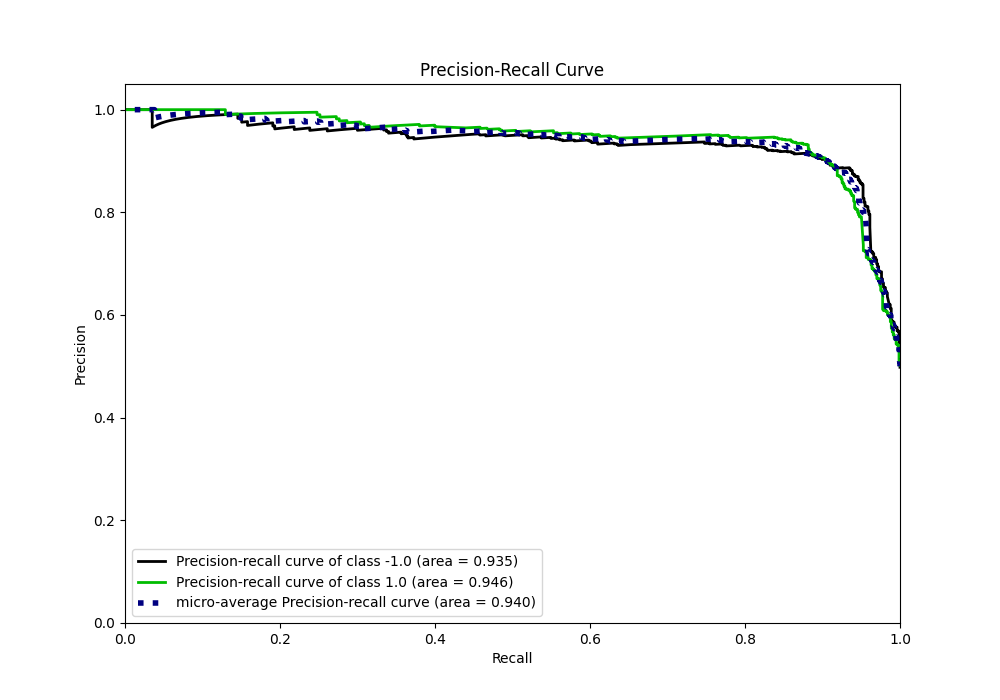 Precision-Recall Curve
1.0
0.8
0.6
0.4
0.2
0.0
Precision
Precision-recall curve of class -1.0 (area = 0.935)
Precision-recall curve of class 1.0 (area = 0.946)
micro-average Precision-recall curve (area = 0.940)
0.0 0.2 0.4 0.6 0.8 1.0
Recall